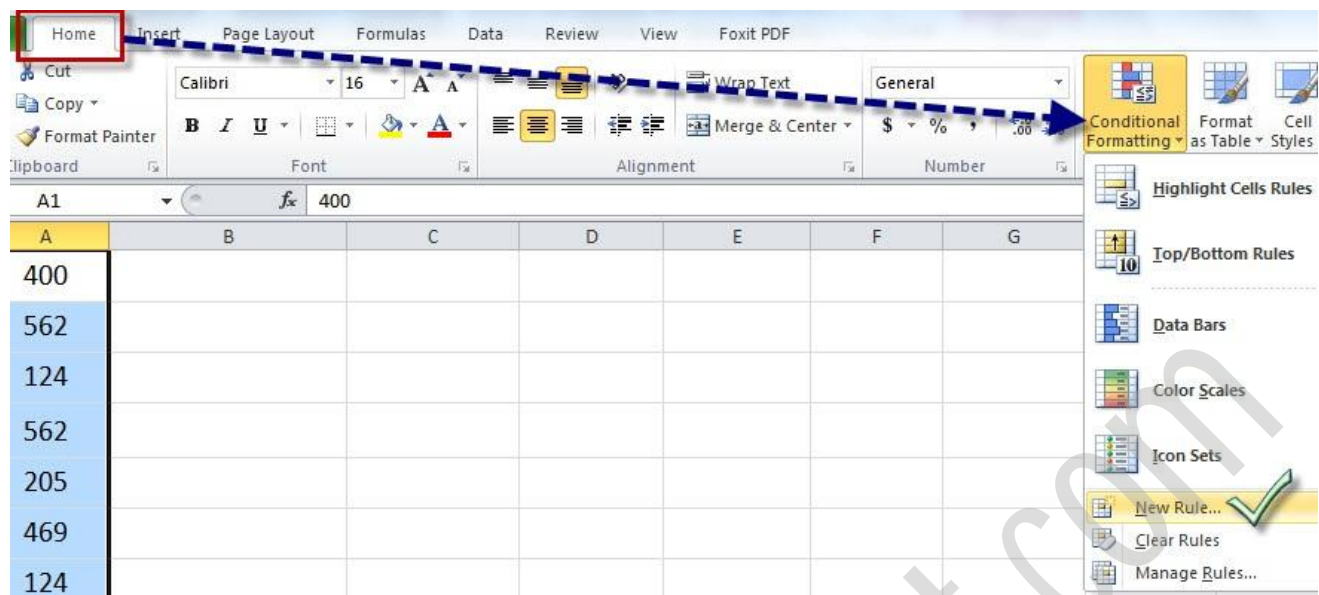 Home Insert Page Layout Formulas Data Review View Foxit PDF
Cut
Copy
Format Painter
Clipboard
Calibri 16 A A
B I U A
Font
Wrap Text
Merge & Center
Alignment
General
$ % , .00
Number
Conditional Formatting
Format as Table
Cell Styles
A1 fx 400
A B C D E F G
400
562
124
562
205
469
124
Highlight Cells Rules
10 Top/Bottom Rules
Data Bars
Color Scales
Icon Sets
New Rule...
Clear Rules
Manage Rules...